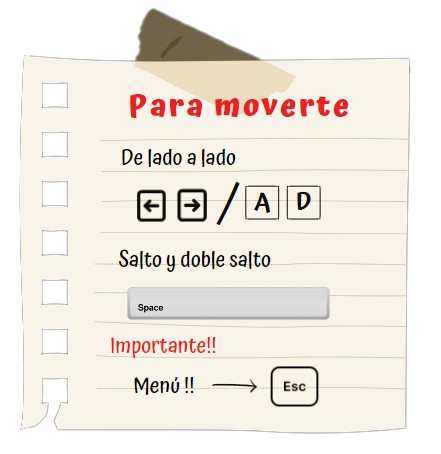 Para moverte
De lado a lado
← → / A D
Salto y doble salto
Space
Importante!!
Menú !! → Esc